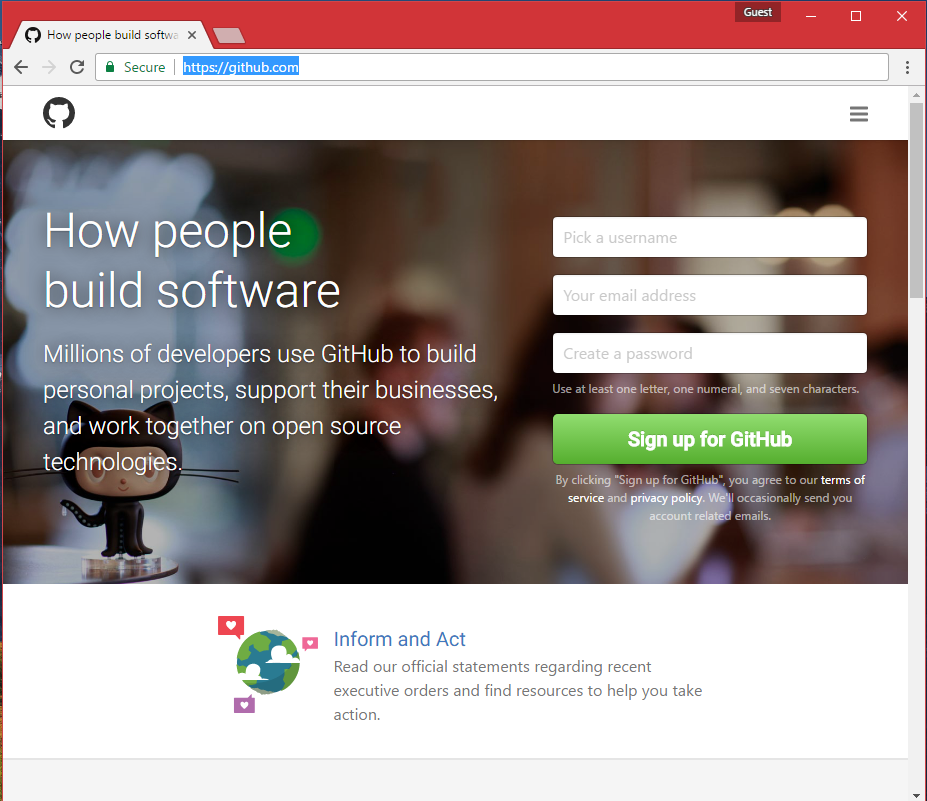 Guest
How people build softwa
Secure
https://github.com
How people
build software
Millions of developers use GitHub to build
personal projects, support their businesses,
and work together on open source
technologies.
Pick a username
Your email address
Create a password
Use at least one letter, one numeral, and seven characters.
Sign up for GitHub
By clicking "Sign up for GitHub", you agree to our terms of
service and privacy policy. We'll occasionally send you
account related emails.
Inform and Act
Read our official statements regarding recent
executive orders and find resources to help you take
action.